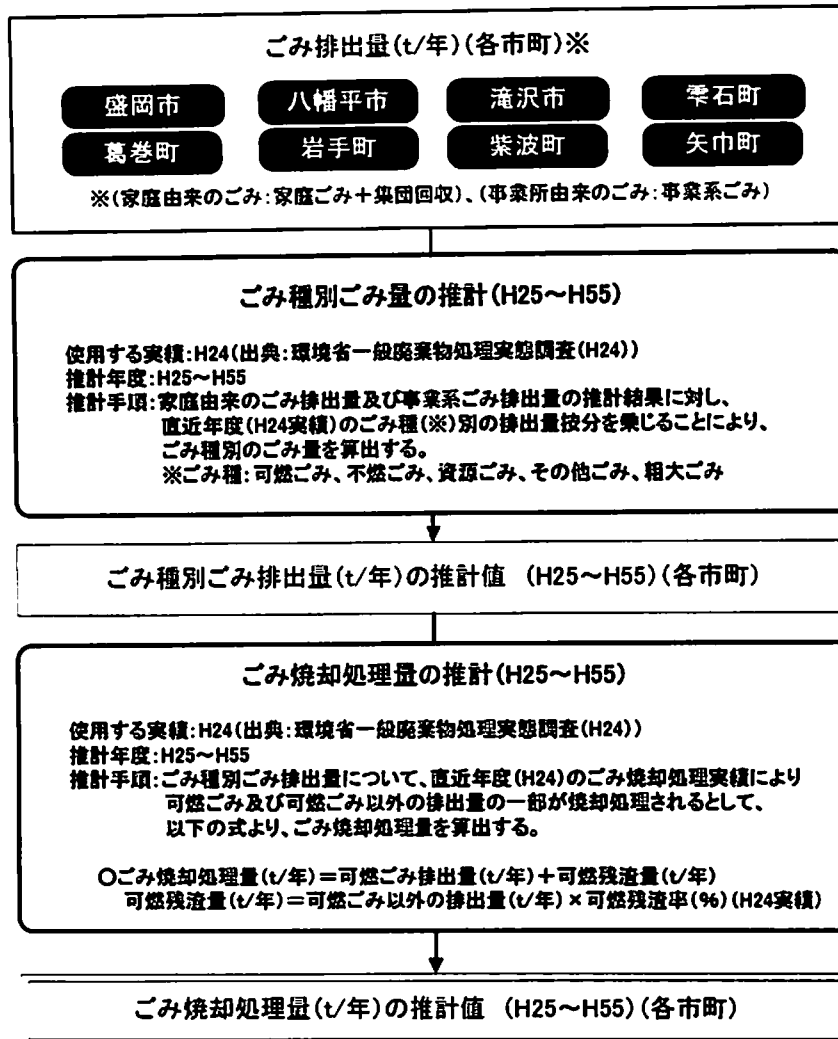 ごみ排出量(t/年)(各市町)※
盛岡市 八幡平市 滝沢市 雫石町
葛巻町 岩手町 紫波町 矢巾町
※(家庭由来のごみ:家庭ごみ+集団回収)、(事業所由来のごみ:事業系ごみ)
ごみ種別ごみ量の推計(H25~H55)
使用する実績:H24(出典:環境省一般廃棄物処理実態調査(H24))
推計年度:H25~H55
推計手順:家庭由来のごみ排出量及び事業系ごみ排出量の推計結果に対し、
直近年度(H24実績)のごみ種(※)別の排出量按分を乗じることにより、
ごみ種別のごみ量を算出する。
※ごみ種:可燃ごみ、不燃ごみ、資源ごみ、その他ごみ、粗大ごみ
ごみ種別ごみ排出量(t/年)の推計値 (H25~H55)(各市町)
ごみ焼却処理量の推計(H25~H55)
使用する実績:H24(出典:環境省一般廃棄物処理実態調査(H24))
推計年度:H25~H55
推計手順:ごみ種別ごみ排出量について、直近年度(H24)のごみ焼却処理実績により
可燃ごみ及び可燃ごみ以外の排出量の一部が焼却処理されるとして、
以下の式より、ごみ焼却処理量を算出する。
○ごみ焼却処理量(t/年)=可燃ごみ排出量(t/年)+可燃残渣量(t/年)
可燃残渣量(t/年)=可燃ごみ以外の排出量(t/年)×可燃残渣率(%)(H24実績)
ごみ焼却処理量(t/年)の推計値 (H25~H55)(各市町)